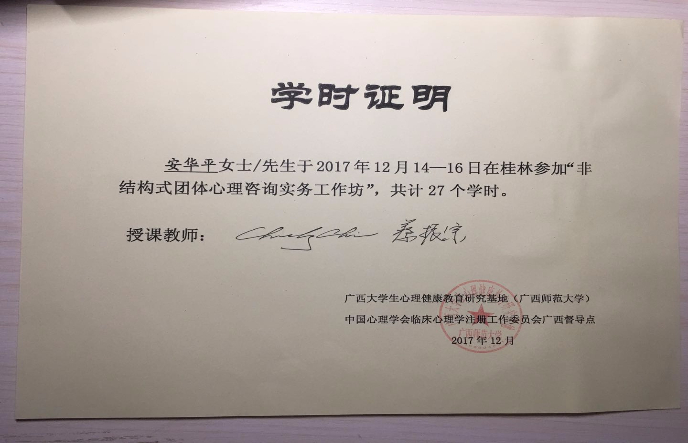 学时证明
安华平女士/先生于2017年12月14—16日在桂林参加“非
结构式团体心理咨询实务工作坊”，共计27个学时。
授课教师：
广西大学生心理健康教育研究基地（广西师范大学）
中国心理学会临床心理学注册工作委员会广西督导点
2017年12月